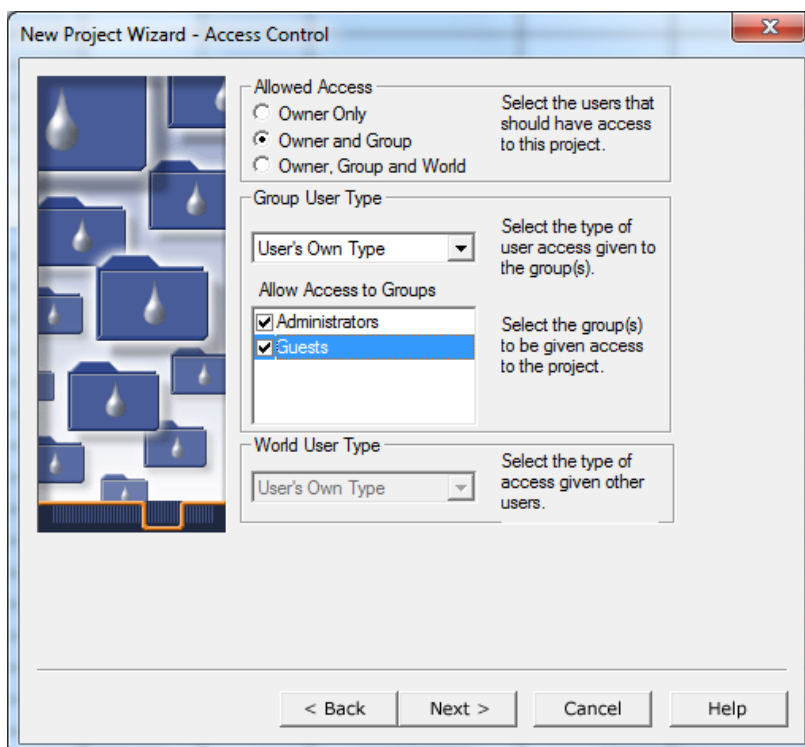 New Project Wizard - Access Control
Allowed Access
Owner Only
Owner and Group
Owner, Group and World
Select the users that
should have access
to this project.
Group User Type
User's Own Type
Select the type of
user access given to
the group(s).
Allow Access to Groups
Administrators
Guests
Select the group(s)
to be given access
to the project.
World User Type
User's Own Type
Select the type of
access given other
users.
< Back
Next >
Cancel
Help